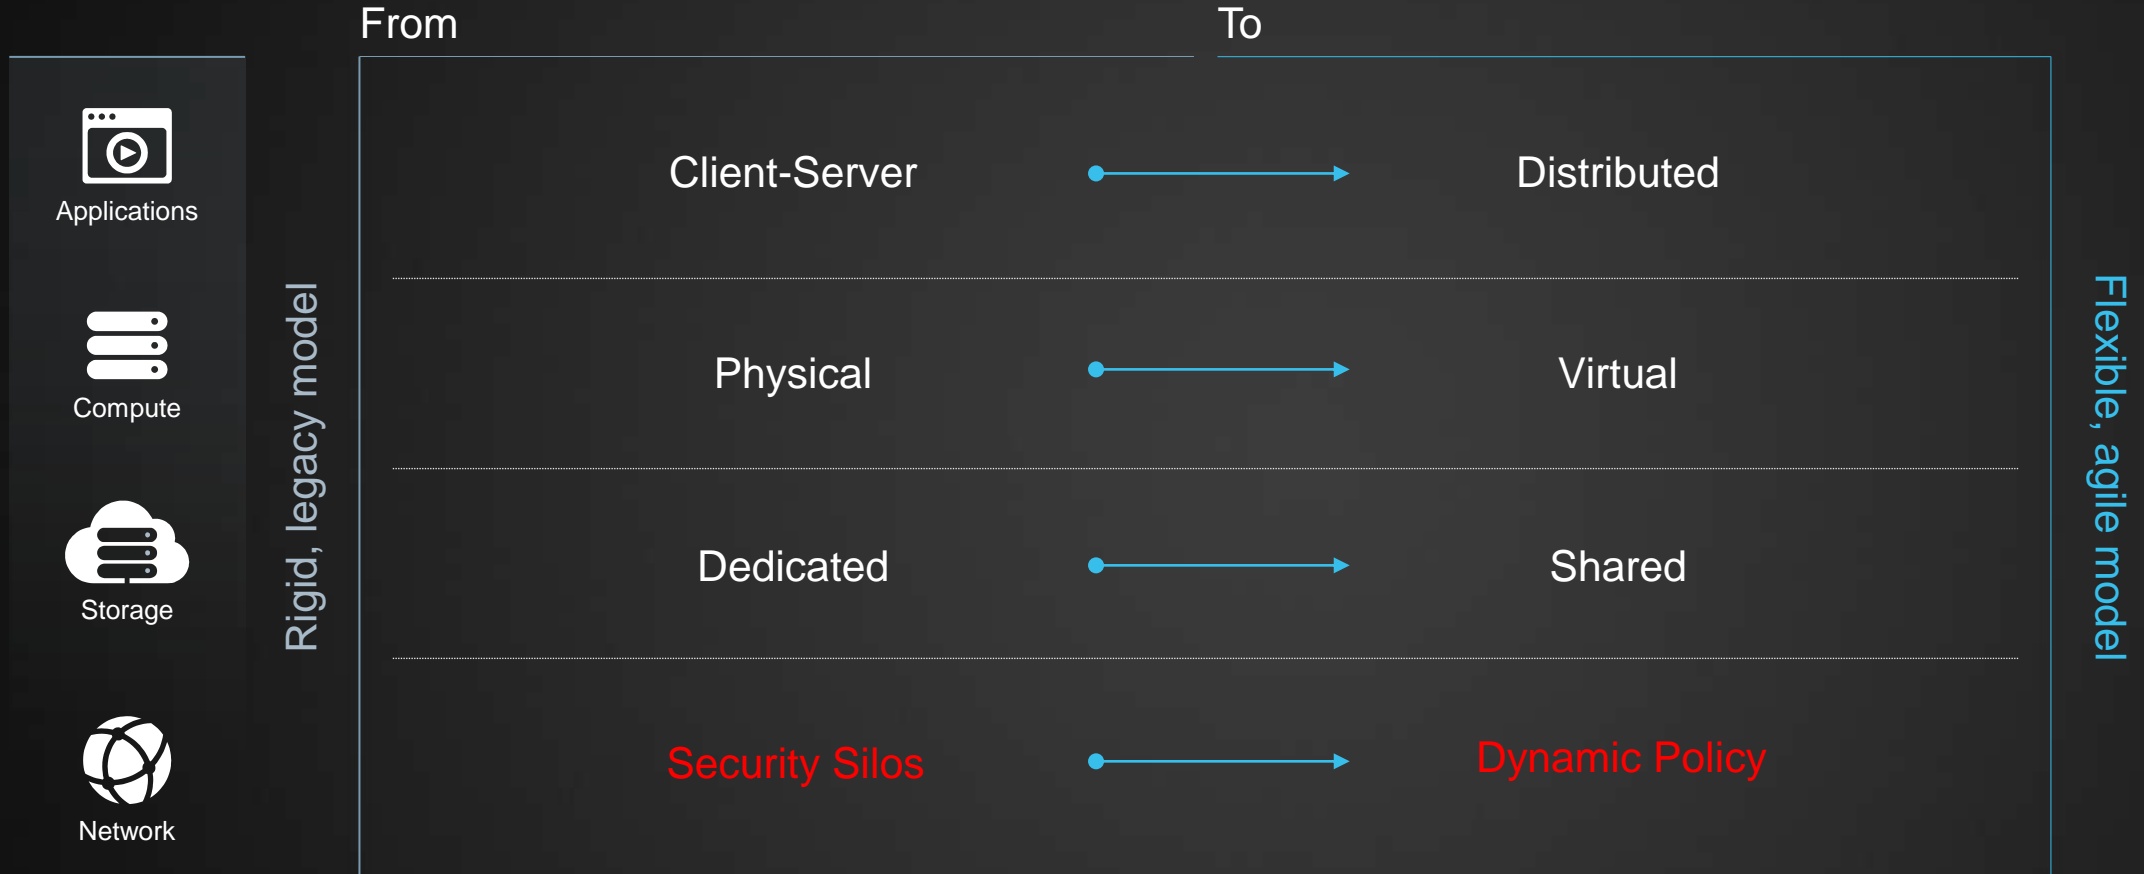 From
To
Applications
Client-Server
Distributed
Compute
Physical
Virtual
Storage
Dedicated
Shared
Network
Security Silos
Dynamic Policy
Rigid, legacy model
Flexible, agile model